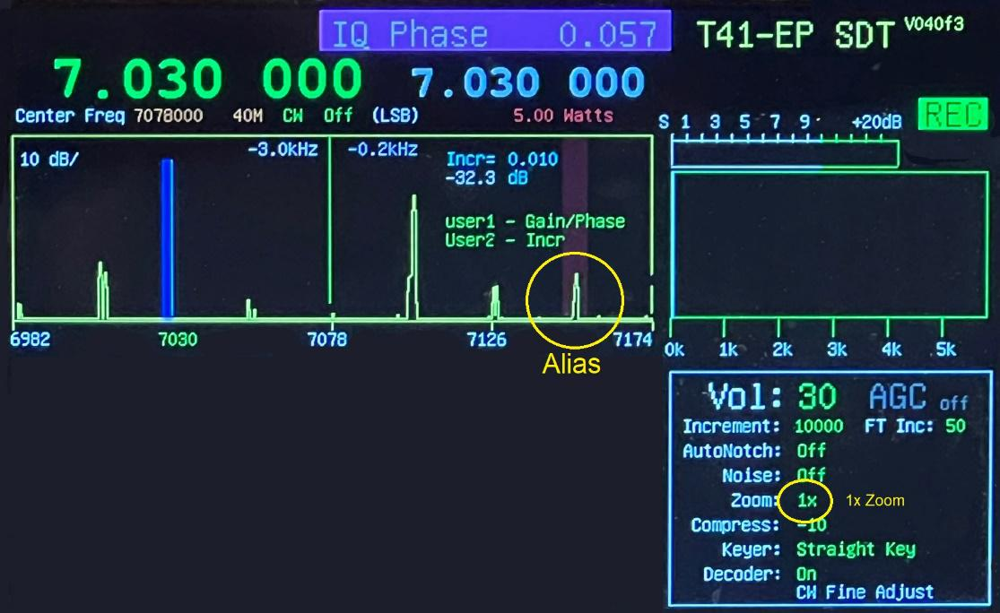 IQ Phase 0.057
T41-EP SDT V040f3
7.030 000 7.030 000
Center Freq 7078000 40M CW Off (LSB) 5.00 Watts
REC
S 1 3 5 7 9 +20dB
10 dB/
-3.0kHz -0.2kHz
Incr= 0.010
-32.3 dB
user1 - Gain/Phase
User2 - Incr
6982 7030 7078 7126 7174
Alias
0k 1k 2k 3k 4k 5k
Vol: 30 AGC off
Increment: 10000 FT Inc: 50
AutoNotch: Off
Noise: Off
Zoom: 1x 1x Zoom
Compress: -10
Keyer: Straight Key
Decoder: On
CW Fine Adjust